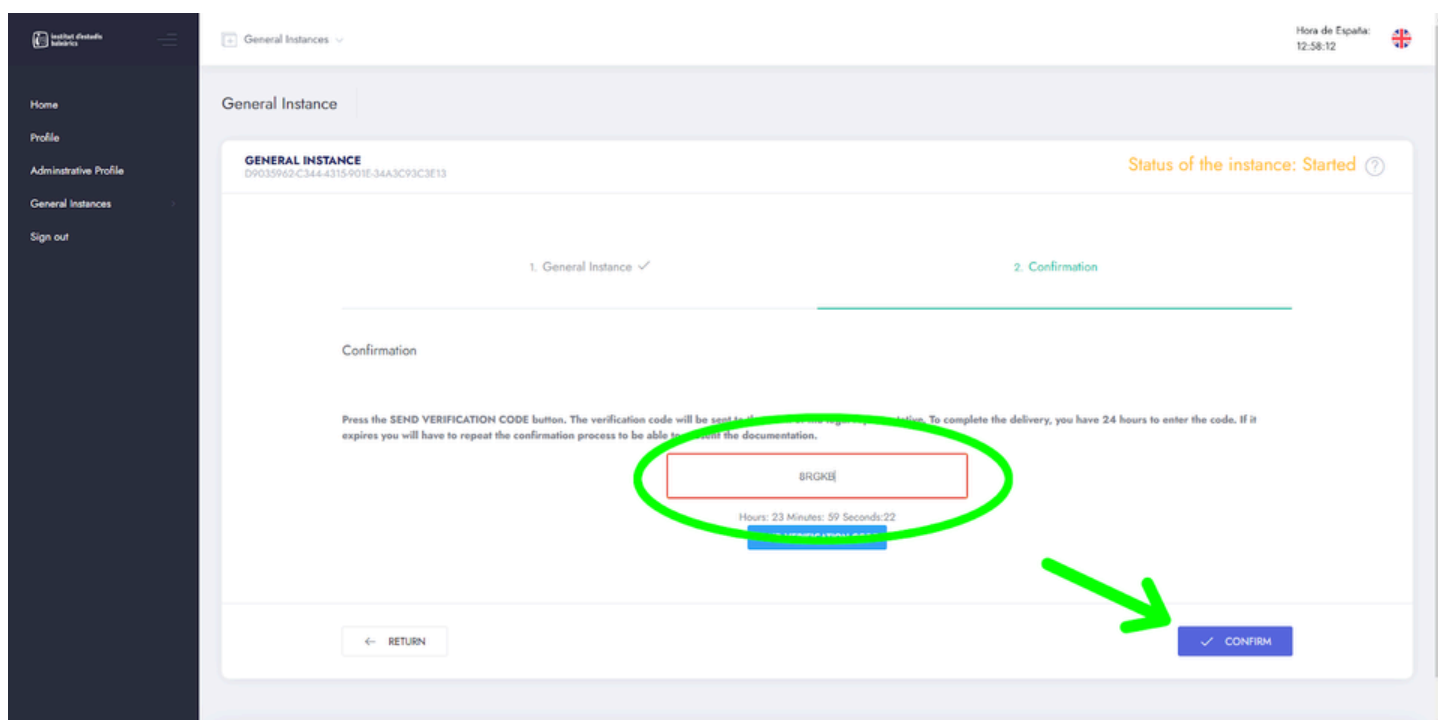 institut d'estudis
baleàrics
General Instances
Hora de España:
12:58:12
Home
Profile
Adminstrative Profile
General Instances
Sign out
General Instance
GENERAL INSTANCE
D9035962-C344-4315-901E-34A3C93C3E13
Status of the instance: Started ?
1. General Instance ✓
2. Confirmation
Confirmation
Press the SEND VERIFICATION CODE button. The verification code will be sent to the To complete the delivery, you have 24 hours to enter the code. If it
expires you will have to repeat the confirmation process to be able to the documentation.
8RGKB
Hours: 23 Minutes: 59 Seconds:22
VERIFICATION
← RETURN
✓ CONFIRM